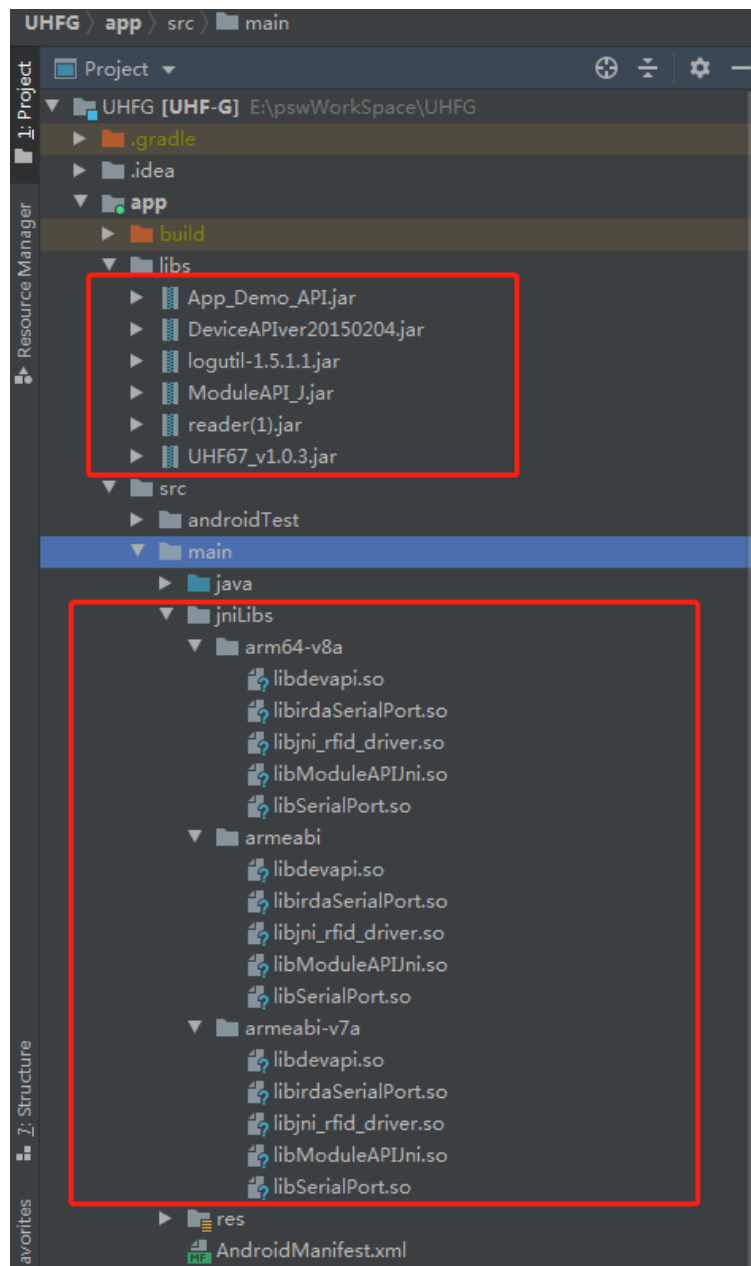 UHFG 〉 app 〉 src 〉 main
Project
1: Project
UHFG [UHF-G] E:\pswWorkSpace\UHFG
.gradle
.idea
app
Resource Manager
build
libs
App_Demo_API.jar
DeviceAPIver20150204.jar
logutil-1.5.1.1.jar
ModuleAPI_J.jar
reader(1).jar
UHF67_v1.0.3.jar
src
androidTest
main
java
jniLibs
arm64-v8a
libdevapi.so
libirdaSerialPort.so
libjni_rfid_driver.so
libModuleAPIJni.so
libSerialPort.so
armeabi
libdevapi.so
libirdaSerialPort.so
libjni_rfid_driver.so
libModuleAPIJni.so
libSerialPort.so
armeabi-v7a
libdevapi.so
libirdaSerialPort.so
libjni_rfid_driver.so
libModuleAPIJni.so
libSerialPort.so
7: Structure
res
MF AndroidManifest.xml
avorites